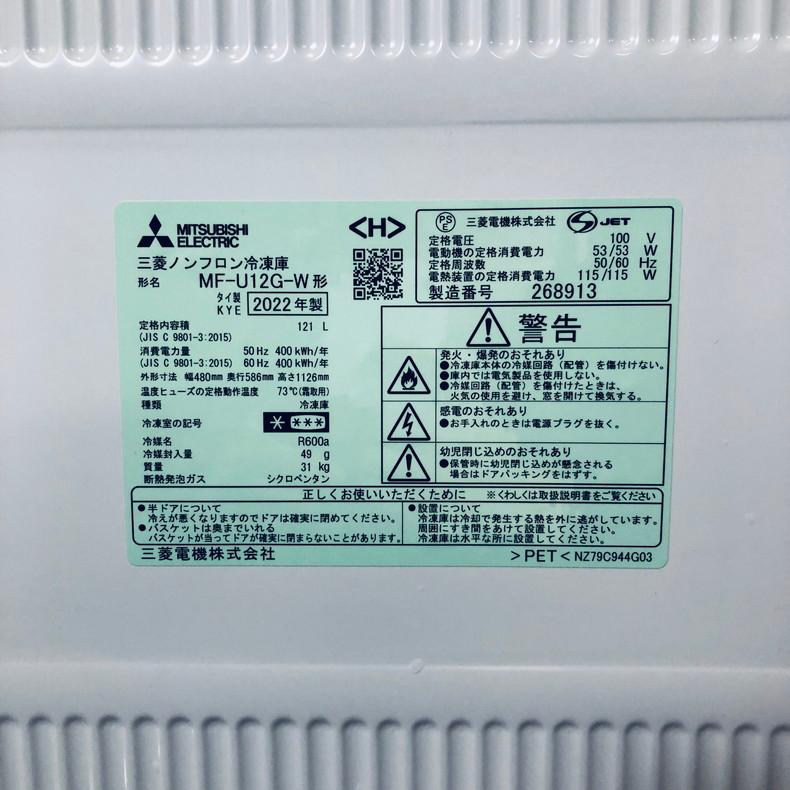 MITSUBISHI
ELECTRIC
<H>
三菱ノンフロン冷凍庫
形名 MF-U12G-W 形
タイ製
KYE 2022年製
定格内容積 121 L
(JIS C 9801-3:2015)
消費電力量 50 Hz 400 kWh/年
(JIS C 9801-3:2015) 60 Hz 400 kWh/年
外形寸法 幅480mm 奥行586mm 高さ1126mm
温度ヒューズの定格動作温度 73℃(霜取用)
種類 冷凍庫
冷凍室の記号 * ***
冷媒名 R600a
冷媒封入量 49 g
質量 31 kg
断熱発泡ガス シクロペンタン
PSE 三菱電機株式会社 JET
定格電圧 100 V
電動機の定格消費電力 53/53 W
定格周波数 50/60 Hz
電熱装置の定格消費電力 115/115 W
製造番号 268913
警告
発火・爆発のおそれあり
●冷凍庫本体の冷媒回路(配管)を傷付けない。
●庫内では電気製品を使用しない。
●冷媒回路(配管)を傷付けたときは、
火気の使用を避け、窓を開けて換気する。
感電のおそれあり
●お手入れのときは電源プラグを抜く。
幼児閉じ込めのおそれあり
●保管時に幼児閉じ込めが懸念される
場合はドアパッキングをはずす。
正しくお使いいただくために ※くわしくは取扱説明書をご覧ください
●半ドアについて
冷えが悪くなりますのでドアは確実に閉めてください。
●バスケットは奥までいれる
バスケットが当ってドアが確実に閉まらないことがあります。
●設置について
冷凍庫は冷却で発生する熱を外に逃がしています。
周囲にすき間をあけて設置してください。
冷凍庫は水平な所に設置してください。
三菱電機株式会社 >PET< NZ79C944G03